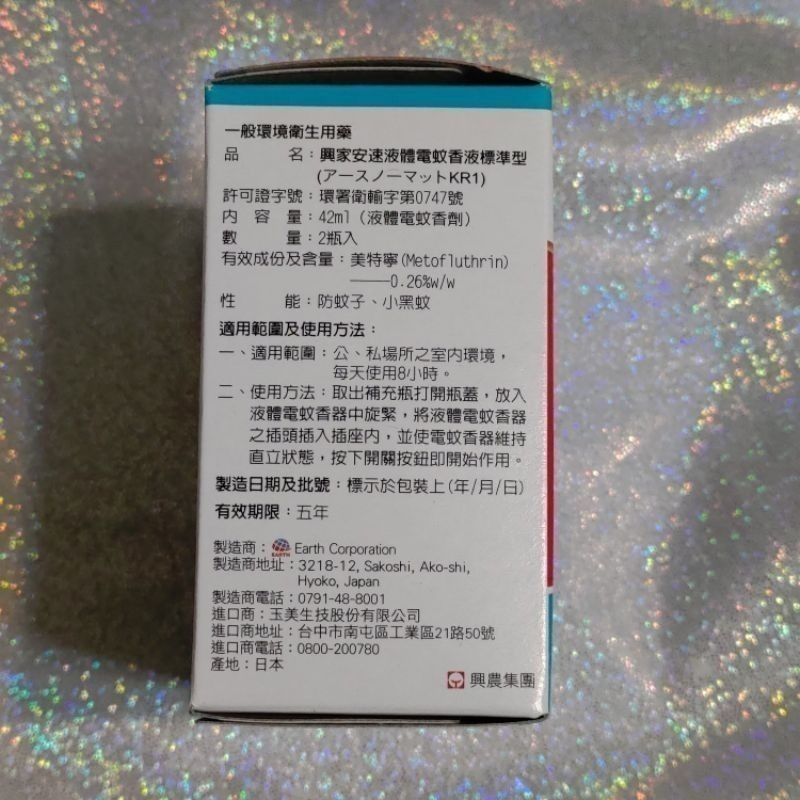 一般環境衛生用藥
品 名：興家安速液體電蚊香液標準型
(アースノーマットKR1)
許可證字號：環署衛輸字第0747號
內 容 量：42ml（液體電蚊香劑）
數 量：2瓶入
有效成份及含量：美特寧(Metofluthrin)
——0.26%w/w
性 能：防蚊子、小黑蚊
適用範圍及使用方法：
一、適用範圍：公、私場所之室內環境，
每天使用8小時。
二、使用方法：取出補充瓶打開瓶蓋，放入
液體電蚊香器中旋緊，將液體電蚊香器
之插頭插入插座內，並使電蚊香器維持
直立狀態，按下開關按鈕即開始作用。
製造日期及批號：標示於包裝上(年/月/日)
有效期限：五年
製造商：EARTH Earth Corporation
製造商地址：3218-12, Sakoshi, Ako-shi,
Hyoko, Japan
製造商電話：0791-48-8001
進口商：玉美生技股份有限公司
進口商地址：台中市南屯區工業區21路50號
進口商電話：0800-200780
產地：日本
興農集團